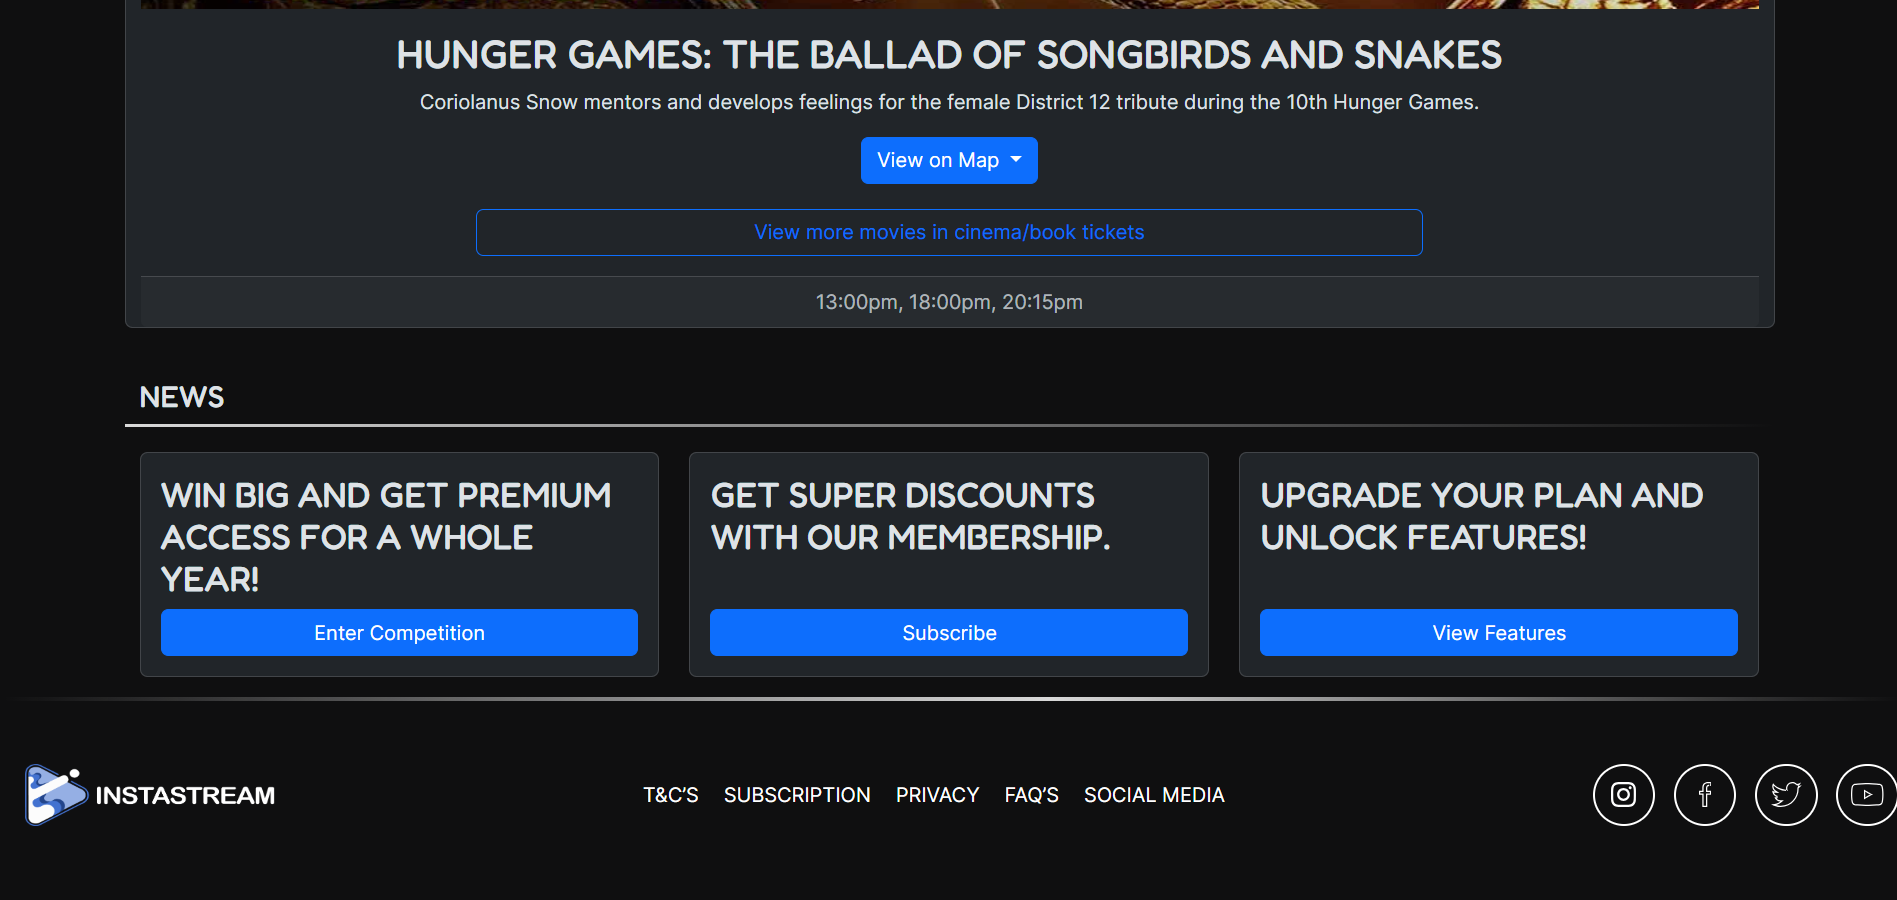 HUNGER GAMES: THE BALLAD OF SONGBIRDS AND SNAKES
Coriolanus Snow mentors and develops feelings for the female District 12 tribute during the 10th Hunger Games.
View on Map
View more movies in cinema/book tickets
13:00pm, 18:00pm, 20:15pm
NEWS
WIN BIG AND GET PREMIUM
ACCESS FOR A WHOLE
YEAR!
Enter Competition
GET SUPER DISCOUNTS
WITH OUR MEMBERSHIP.
Subscribe
UPGRADE YOUR PLAN AND
UNLOCK FEATURES!
View Features
INSTASTREAM
T&C'S SUBSCRIPTION PRIVACY FAQ'S SOCIAL MEDIA